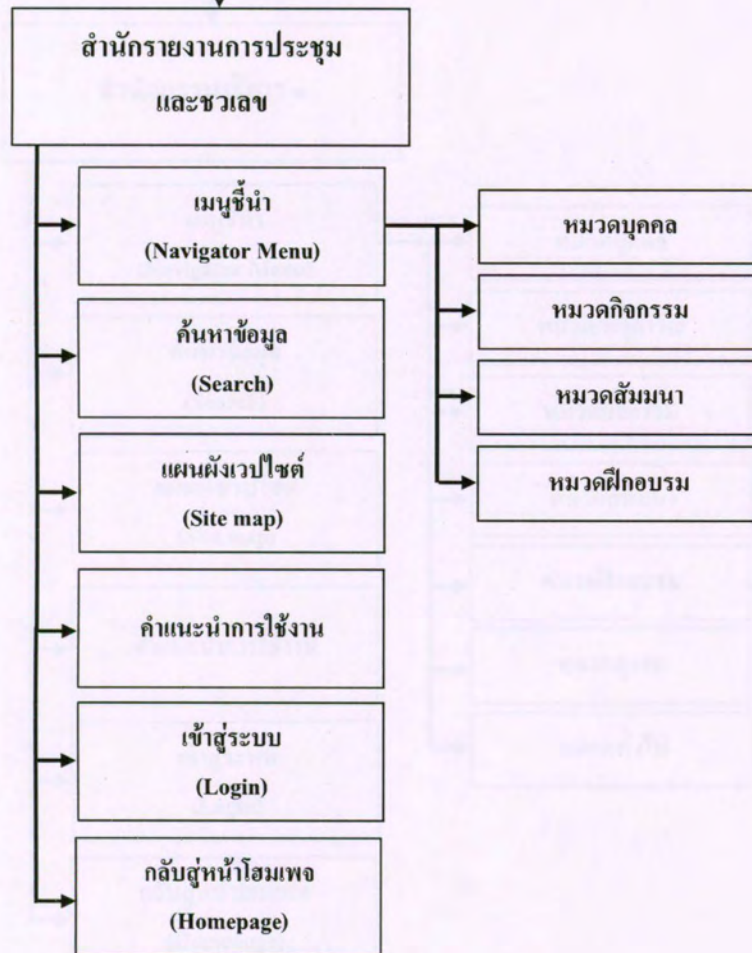 สำนักรายงานการประชุม
และชวเลข
เมนูชี้นำ
(Navigator Menu)
ค้นหาข้อมูล
(Search)
แผนผังเวปไซต์
(Site map)
คำแนะนำการใช้งาน
เข้าสู่ระบบ
(Login)
กลับสู่หน้าโฮมเพจ
(Homepage)
หมวดบุคคล
หมวดกิจกรรม
หมวดสัมมนา
หมวดฝึกอบรม